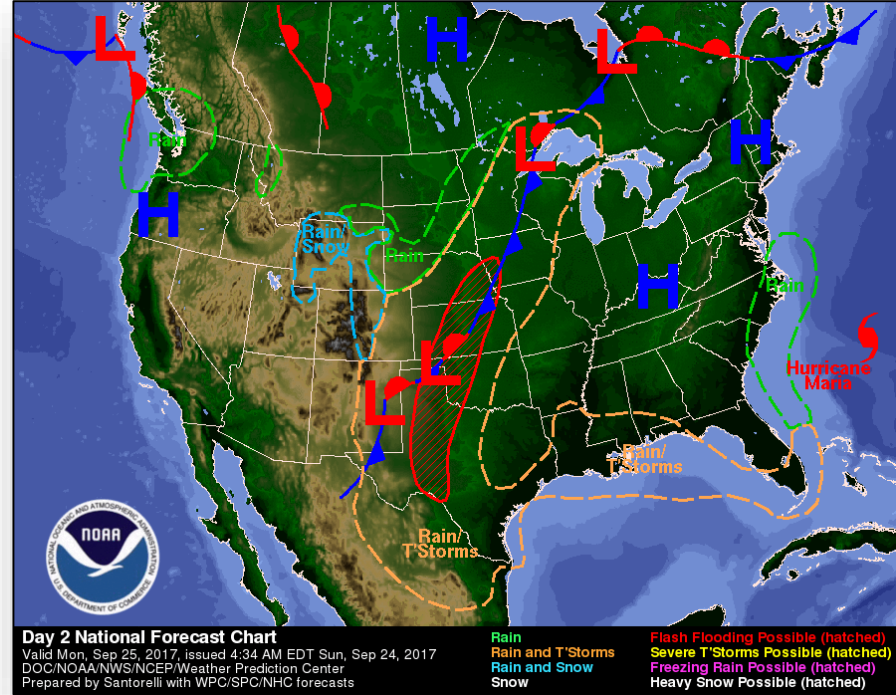 L
H
L
Rain
L
H
H
Rain/
Snow
Rain
H
Rain
L
Hurricane
Maria
L
Rain/
T'Storms
Rain/
T'Storms
NATIONAL OCEANIC AND ATMOSPHERIC ADMINISTRATION
NOAA
U.S. DEPARTMENT OF COMMERCE
Day 2 National Forecast Chart
Valid Mon, Sep 25, 2017, issued 4:34 AM EDT Sun, Sep 24, 2017
DOC/NOAA/NWS/NCEP/Weather Prediction Center
Prepared by Santorelli with WPC/SPC/NHC forecasts
Rain
Rain and T'Storms
Rain and Snow
Snow
Flash Flooding Possible (hatched)
Severe T'Storms Possible (hatched)
Freezing Rain Possible (hatched)
Heavy Snow Possible (hatched)